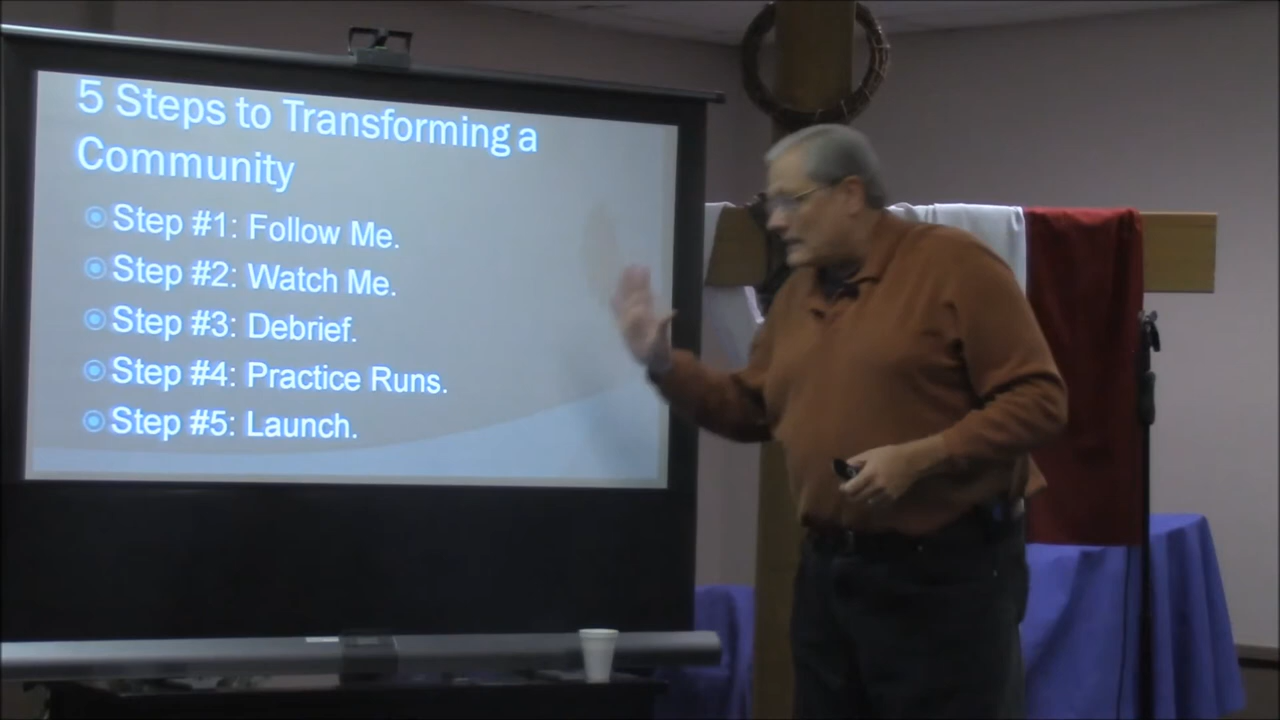 5 Steps to Transforming a
Community
Step #1: Follow Me.
Step #2: Watch Me.
Step #3: Debrief.
Step #4: Practice Runs.
Step #5: Launch.